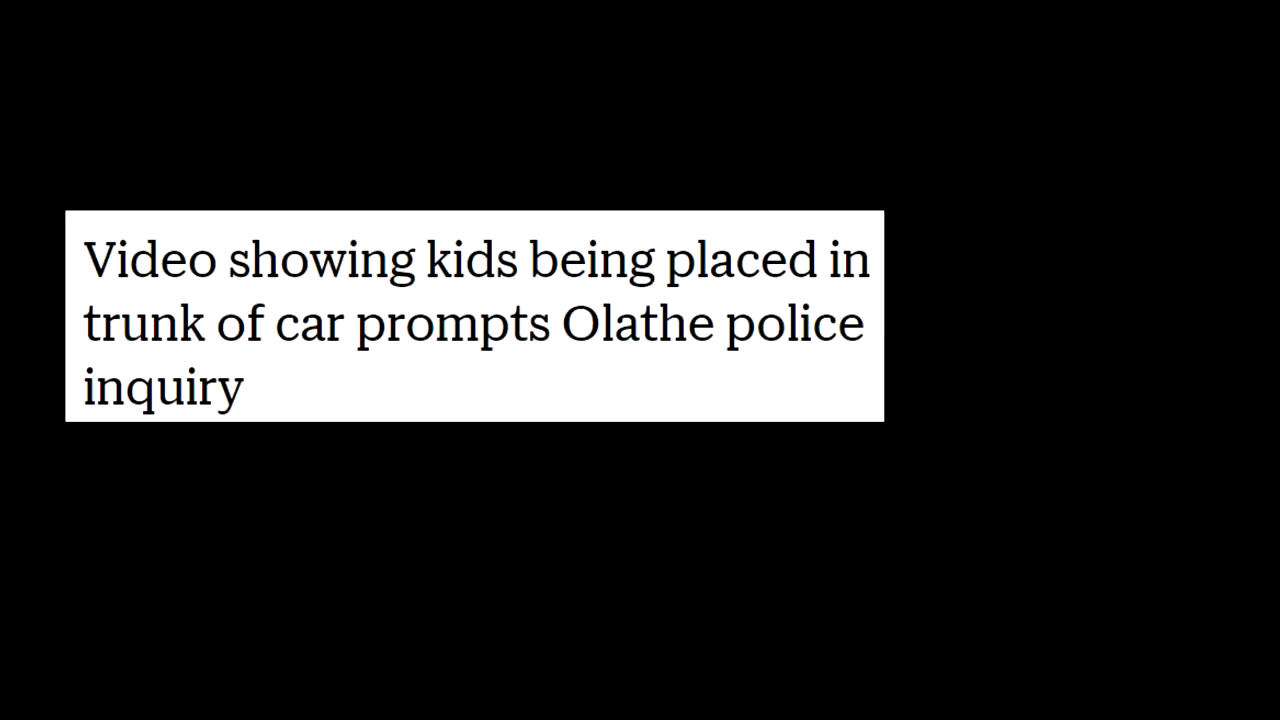 Video showing kids being placed in
trunk of car prompts Olathe police
inquiry